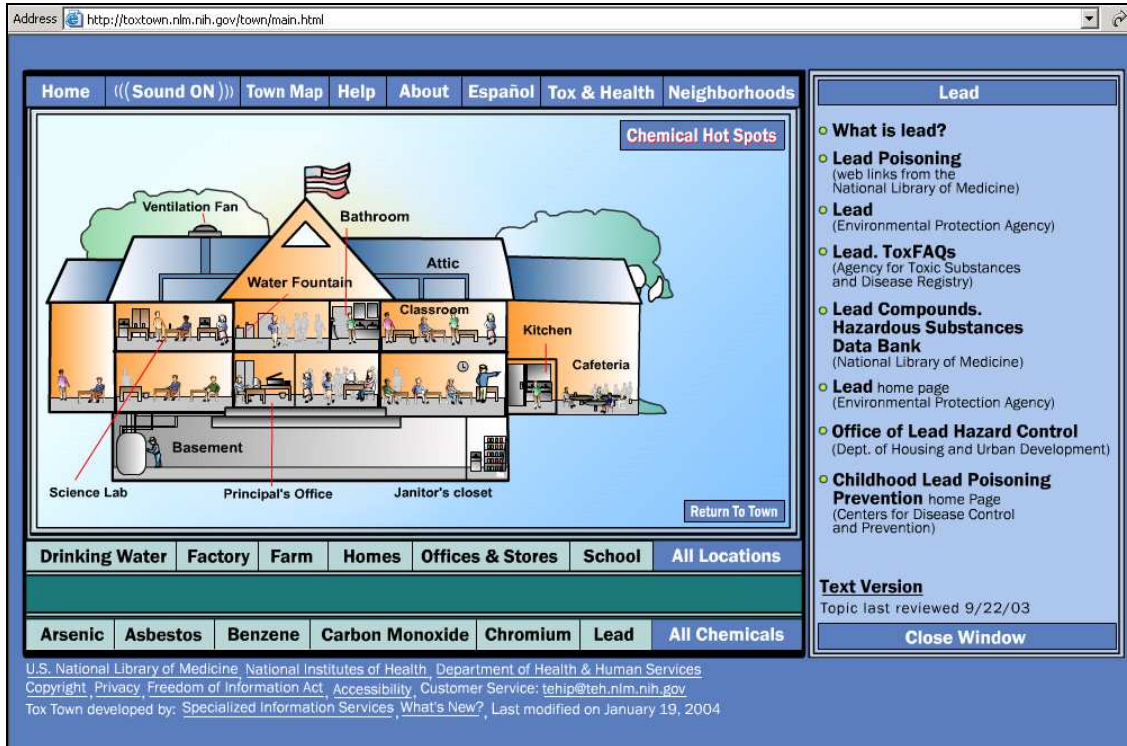 Address http://toxtown.nlm.nih.gov/town/main.html
Home (((Sound ON))) Town Map Help About Español Tox & Health Neighborhoods
Chemical Hot Spots
Ventilation Fan
Bathroom
Attic
Water Fountain
Classroom
Kitchen
Cafeteria
Basement
Science Lab
Principal's Office
Janitor's closet
Return To Town
Drinking Water Factory Farm Homes Offices & Stores School All Locations
Arsenic Asbestos Benzene Carbon Monoxide Chromium Lead All Chemicals
Lead
What is lead?
Lead Poisoning
(web links from the
National Library of Medicine)
Lead
(Environmental Protection Agency)
Lead. ToxFAQs
(Agency for Toxic Substances
and Disease Registry)
Lead Compounds.
Hazardous Substances
Data Bank
(National Library of Medicine)
Lead home page
(Environmental Protection Agency)
Office of Lead Hazard Control
(Dept. of Housing and Urban Development)
Childhood Lead Poisoning
Prevention home Page
(Centers for Disease Control
and Prevention)
Text Version
Topic last reviewed 9/22/03
Close Window
U.S. National Library of Medicine, National Institutes of Health, Department of Health & Human Services
Copyright, Privacy, Freedom of Information Act, Accessibility, Customer Service: tehip@teh.nlm.nih.gov
Tox Town developed by: Specialized Information Services, What's New?, Last modified on January 19, 2004